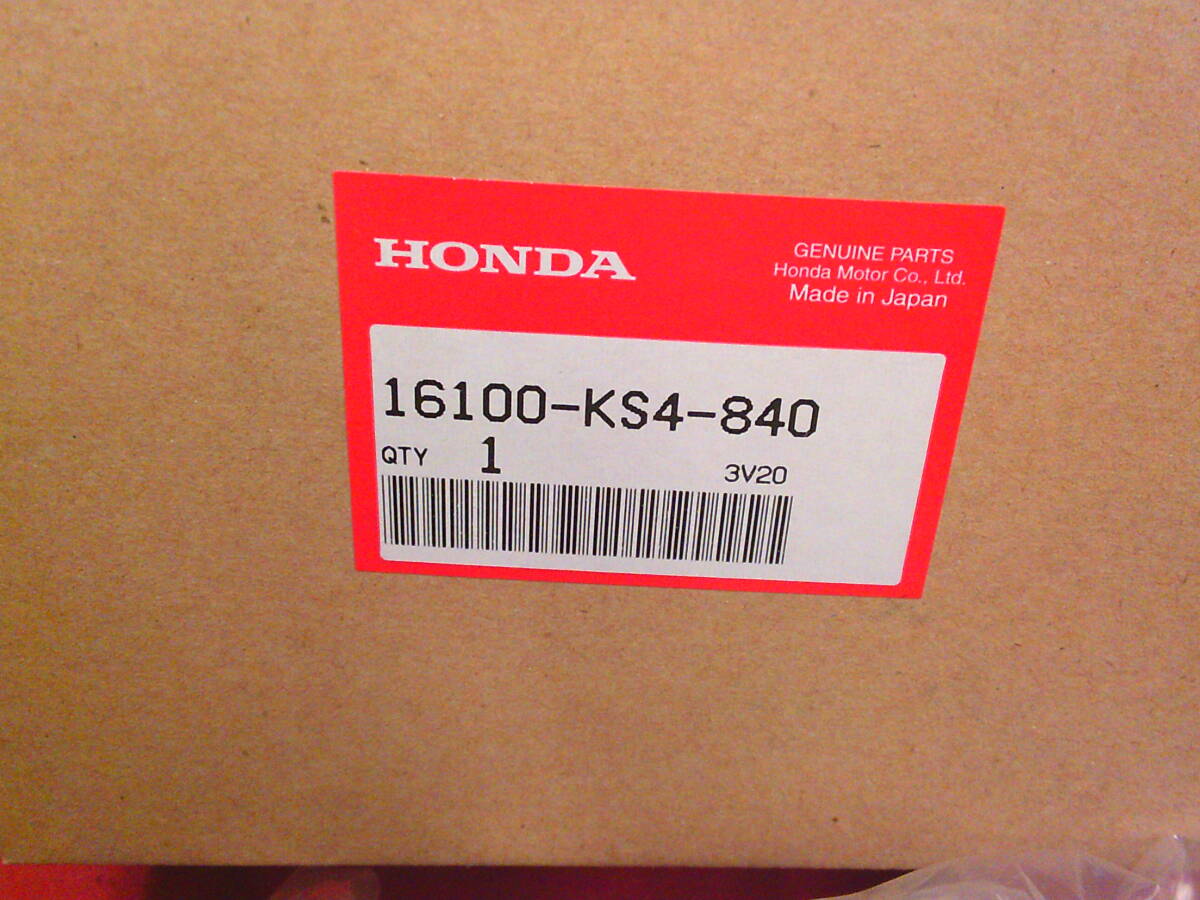 HONDA
GENUINE PARTS
Honda Motor Co., Ltd.
Made in Japan
16100-KS4-840
QTY 1 3V20